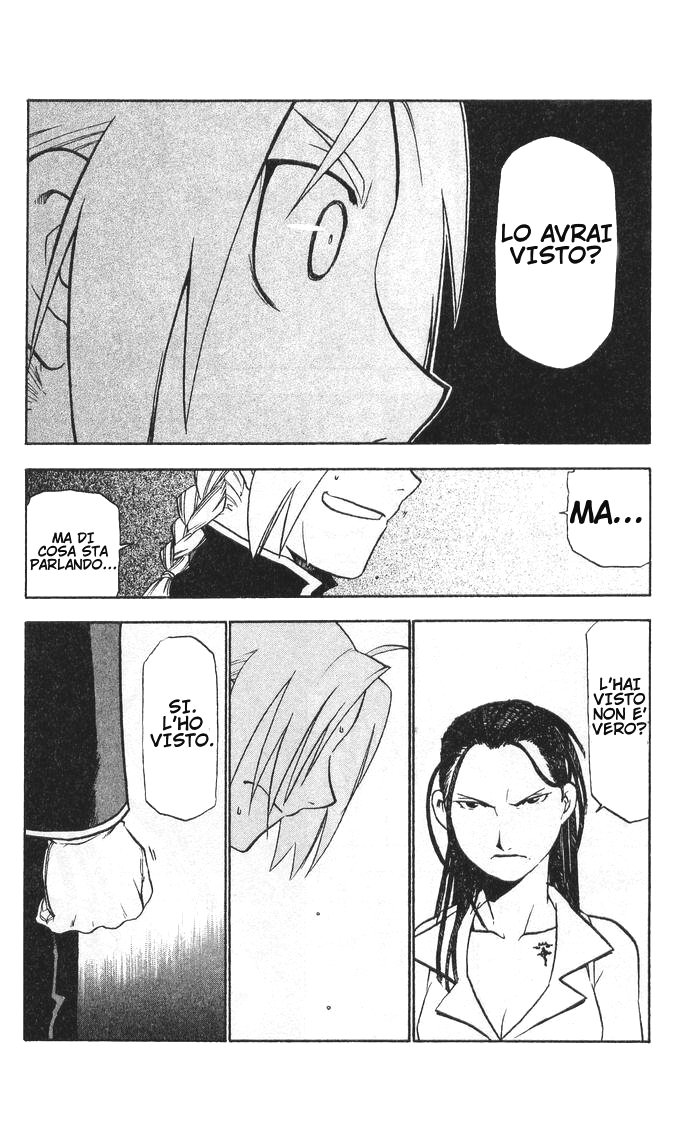 LO AVRAI
VISTO?
MA...
MA DI
COSA STA
PARLANDO...
L'HAI
VISTO
NON E'
VERO?
SI.
L'HO
VISTO.